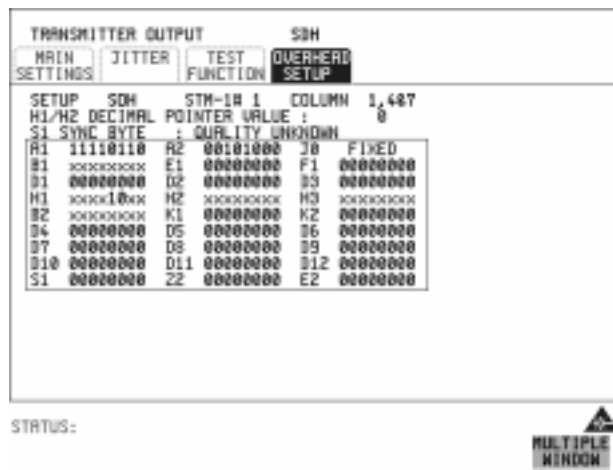 TRANSMITTER OUTPUT SDH
MAIN SETTINGS JITTER TEST FUNCTION OVERHEAD SETUP
SETUP SDH STM-1# 1 COLUMN 1,4&7
H1/H2 DECIMAL POINTER VALUE : 0
S1 SYNC BYTE : QUALITY UNKNOWN
A1 11110110 A2 00101000 J0 FIXED
B1 xxxxxxxx E1 00000000 F1 00000000
D1 00000000 D2 00000000 D3 00000000
H1 xxxx10xx H2 xxxxxxxx H3 xxxxxxxx
B2 xxxxxxxx K1 00000000 K2 00000000
D4 00000000 D5 00000000 D6 00000000
D7 00000000 D8 00000000 D9 00000000
D10 00000000 D11 00000000 D12 00000000
S1 00000000 Z2 00000000 E2 00000000
STATUS:
MULTIPLE
WINDOW